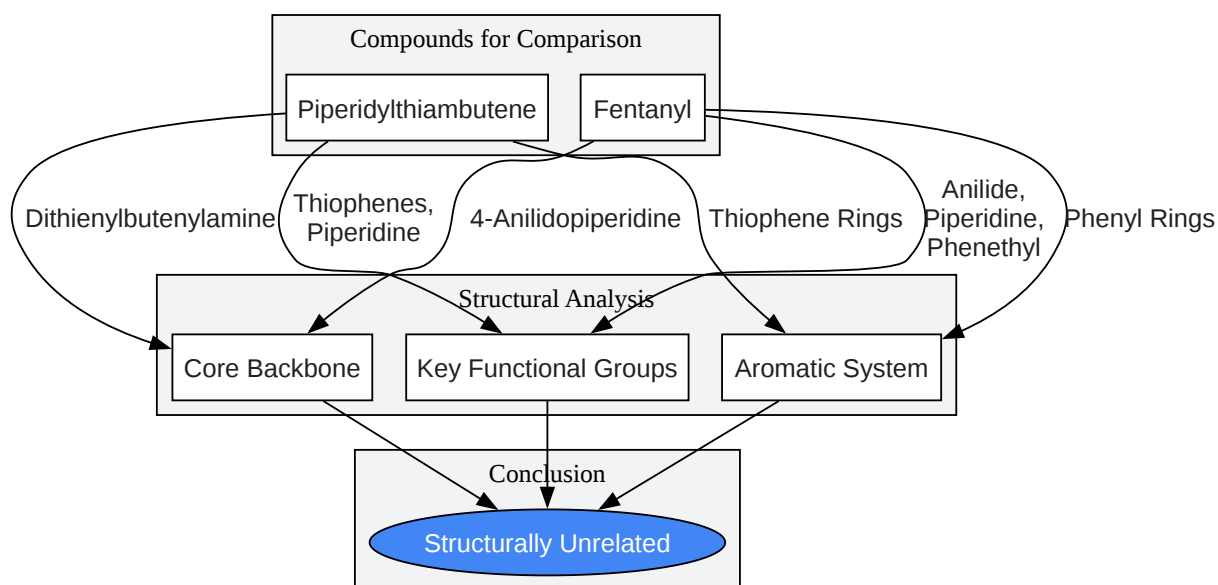 Compounds for Comparison
Piperidylthiambutene
Fentanyl
Dithienylbutenylamine
Thiophenes,
Piperidine
4-Anilidopiperidine
Thiophene Rings
Anilide,
Piperidine,
Phenethyl
Phenyl Rings
Structural Analysis
Core Backbone
Key Functional Groups
Aromatic System
Conclusion
Structurally Unrelated